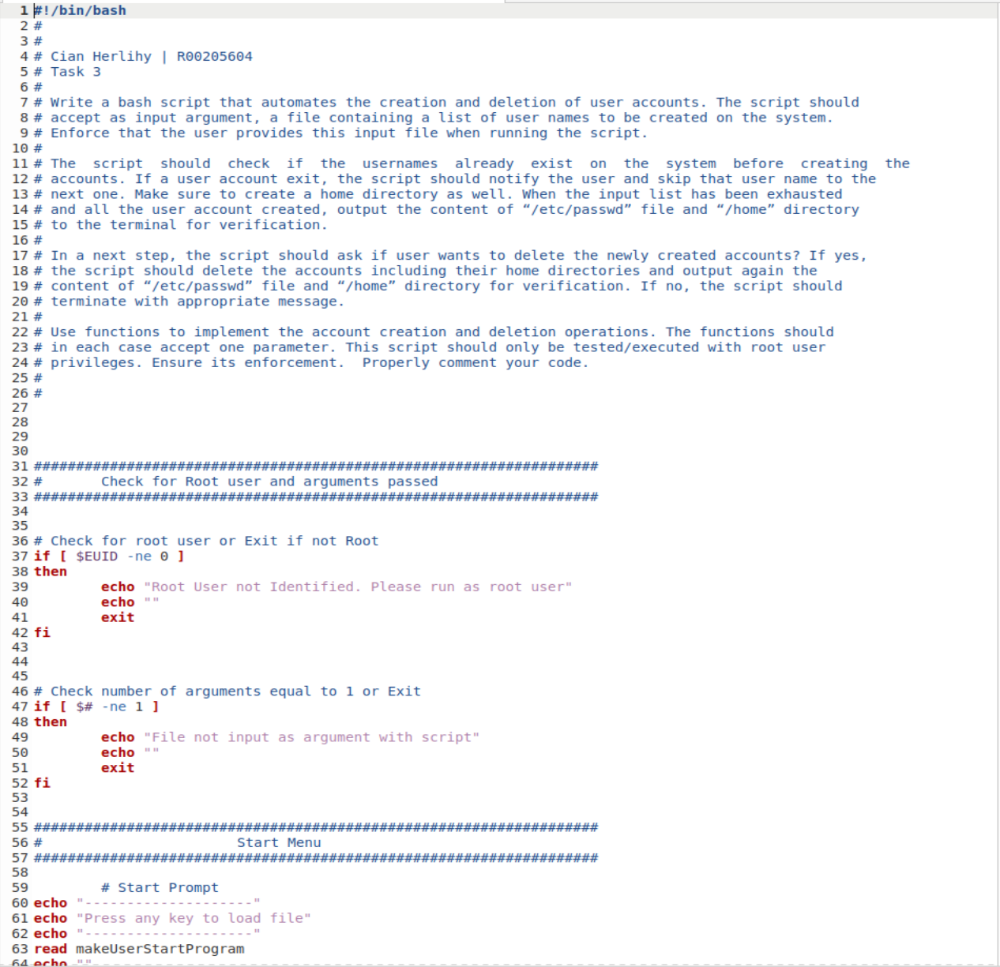 1 #!/bin/bash
2 #
3 #
4 # Cian Herlihy | R00205604
5 # Task 3
6 #
7 # Write a bash script that automates the creation and deletion of user accounts. The script should
8 # accept as input argument, a file containing a list of user names to be created on the system.
9 # Enforce that the user provides this input file when running the script.
10 #
11 # The  script  should  check  if  the  usernames  already  exist  on  the  system  before  creating  the
12 # accounts. If a user account exit, the script should notify the user and skip that user name to the
13 # next one. Make sure to create a home directory as well. When the input list has been exhausted
14 # and all the user account created, output the content of “/etc/passwd” file and “/home” directory
15 # to the terminal for verification.
16 #
17 # In a next step, the script should ask if user wants to delete the newly created accounts? If yes,
18 # the script should delete the accounts including their home directories and output again the
19 # content of “/etc/passwd” file and “/home” directory for verification. If no, the script should
20 # terminate with appropriate message.
21 #
22 # Use functions to implement the account creation and deletion operations. The functions should
23 # in each case accept one parameter. This script should only be tested/executed with root user
24 # privileges. Ensure its enforcement.  Properly comment your code.
25 #
26 #
27
28
29
30
31 ###################################################################
32 #       Check for Root user and arguments passed
33 ###################################################################
34
35
36 # Check for root user or Exit if not Root
37 if [ $EUID -ne 0 ]
38 then
39         echo "Root User not Identified. Please run as root user"
40         echo ""
41         exit
42 fi
43
44
45
46 # Check number of arguments equal to 1 or Exit
47 if [ $# -ne 1 ]
48 then
49         echo "File not input as argument with script"
50         echo ""
51         exit
52 fi
53
54
55 ###################################################################
56 #                       Start Menu
57 ###################################################################
58
59         # Start Prompt
60 echo "--------------------"
61 echo "Press any key to load file"
62 echo "--------------------"
63 read makeUserStartProgram
64 echo ""